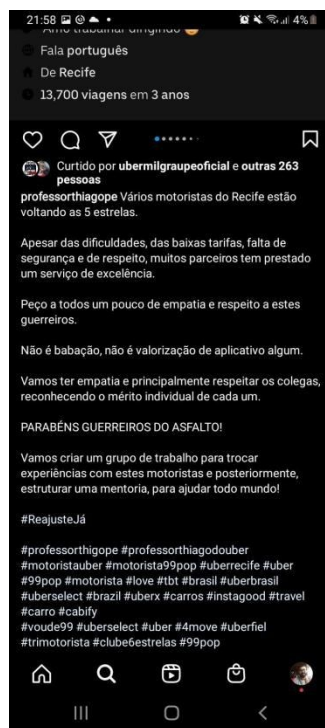 21:58
4%
Amo trabalhar dirigindo
Fala português
De Recife
13,700 viagens em 3 anos
Curtido por ubermilgraupeoficial e outras 263
pessoas
professorthiagope Vários motoristas do Recife estão
voltando as 5 estrelas.
Apesar das dificuldades, das baixas tarifas, falta de
segurança e de respeito, muitos parceiros tem prestado
um serviço de excelência.
Peço a todos um pouco de empatia e respeito a estes
guerreiros.
Não é babação, não é valorização de aplicativo algum.
Vamos ter empatia e principalmente respeitar os colegas,
reconhecendo o mérito individual de cada um.
PARABÉNS GUERREIROS DO ASFALTO!
Vamos criar um grupo de trabalho para trocar
experiências com estes motoristas e posteriormente,
estruturar uma mentoria, para ajudar todo mundo!
#ReajusteJá
#professorthigope #professorthiagodouber
#motoristauber #motorista99pop #uberrecife #uber
#99pop #motorista #love #tbt #brasil #uberbrasil
#uberselect #brazil #uberx #carros #instagood #travel
#carro #cabify
#voude99 #uberselect #uber #4move #uberfiel
#trimotorista #clube6estrelas #99pop